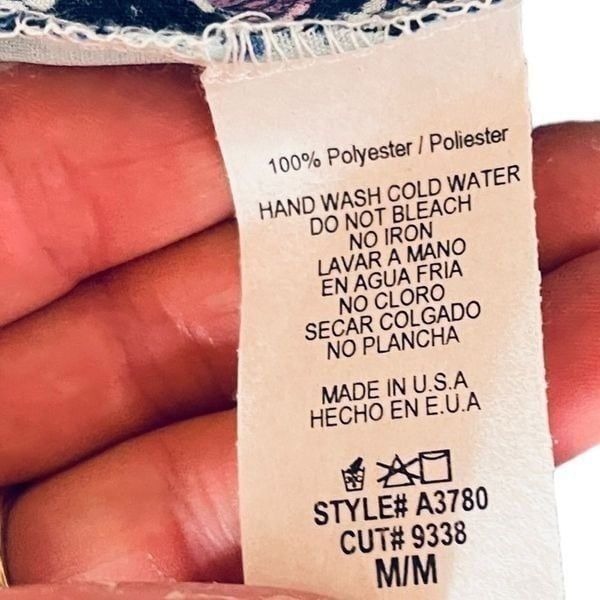 100% Polyester / Poliester
HAND WASH COLD WATER
DO NOT BLEACH
NO IRON
LAVAR A MANO
EN AGUA FRIA
NO CLORO
SECAR COLGADO
NO PLANCHA
MADE IN U.S.A
HECHO EN E.U.A
STYLE# A3780
CUT# 9338
M/M